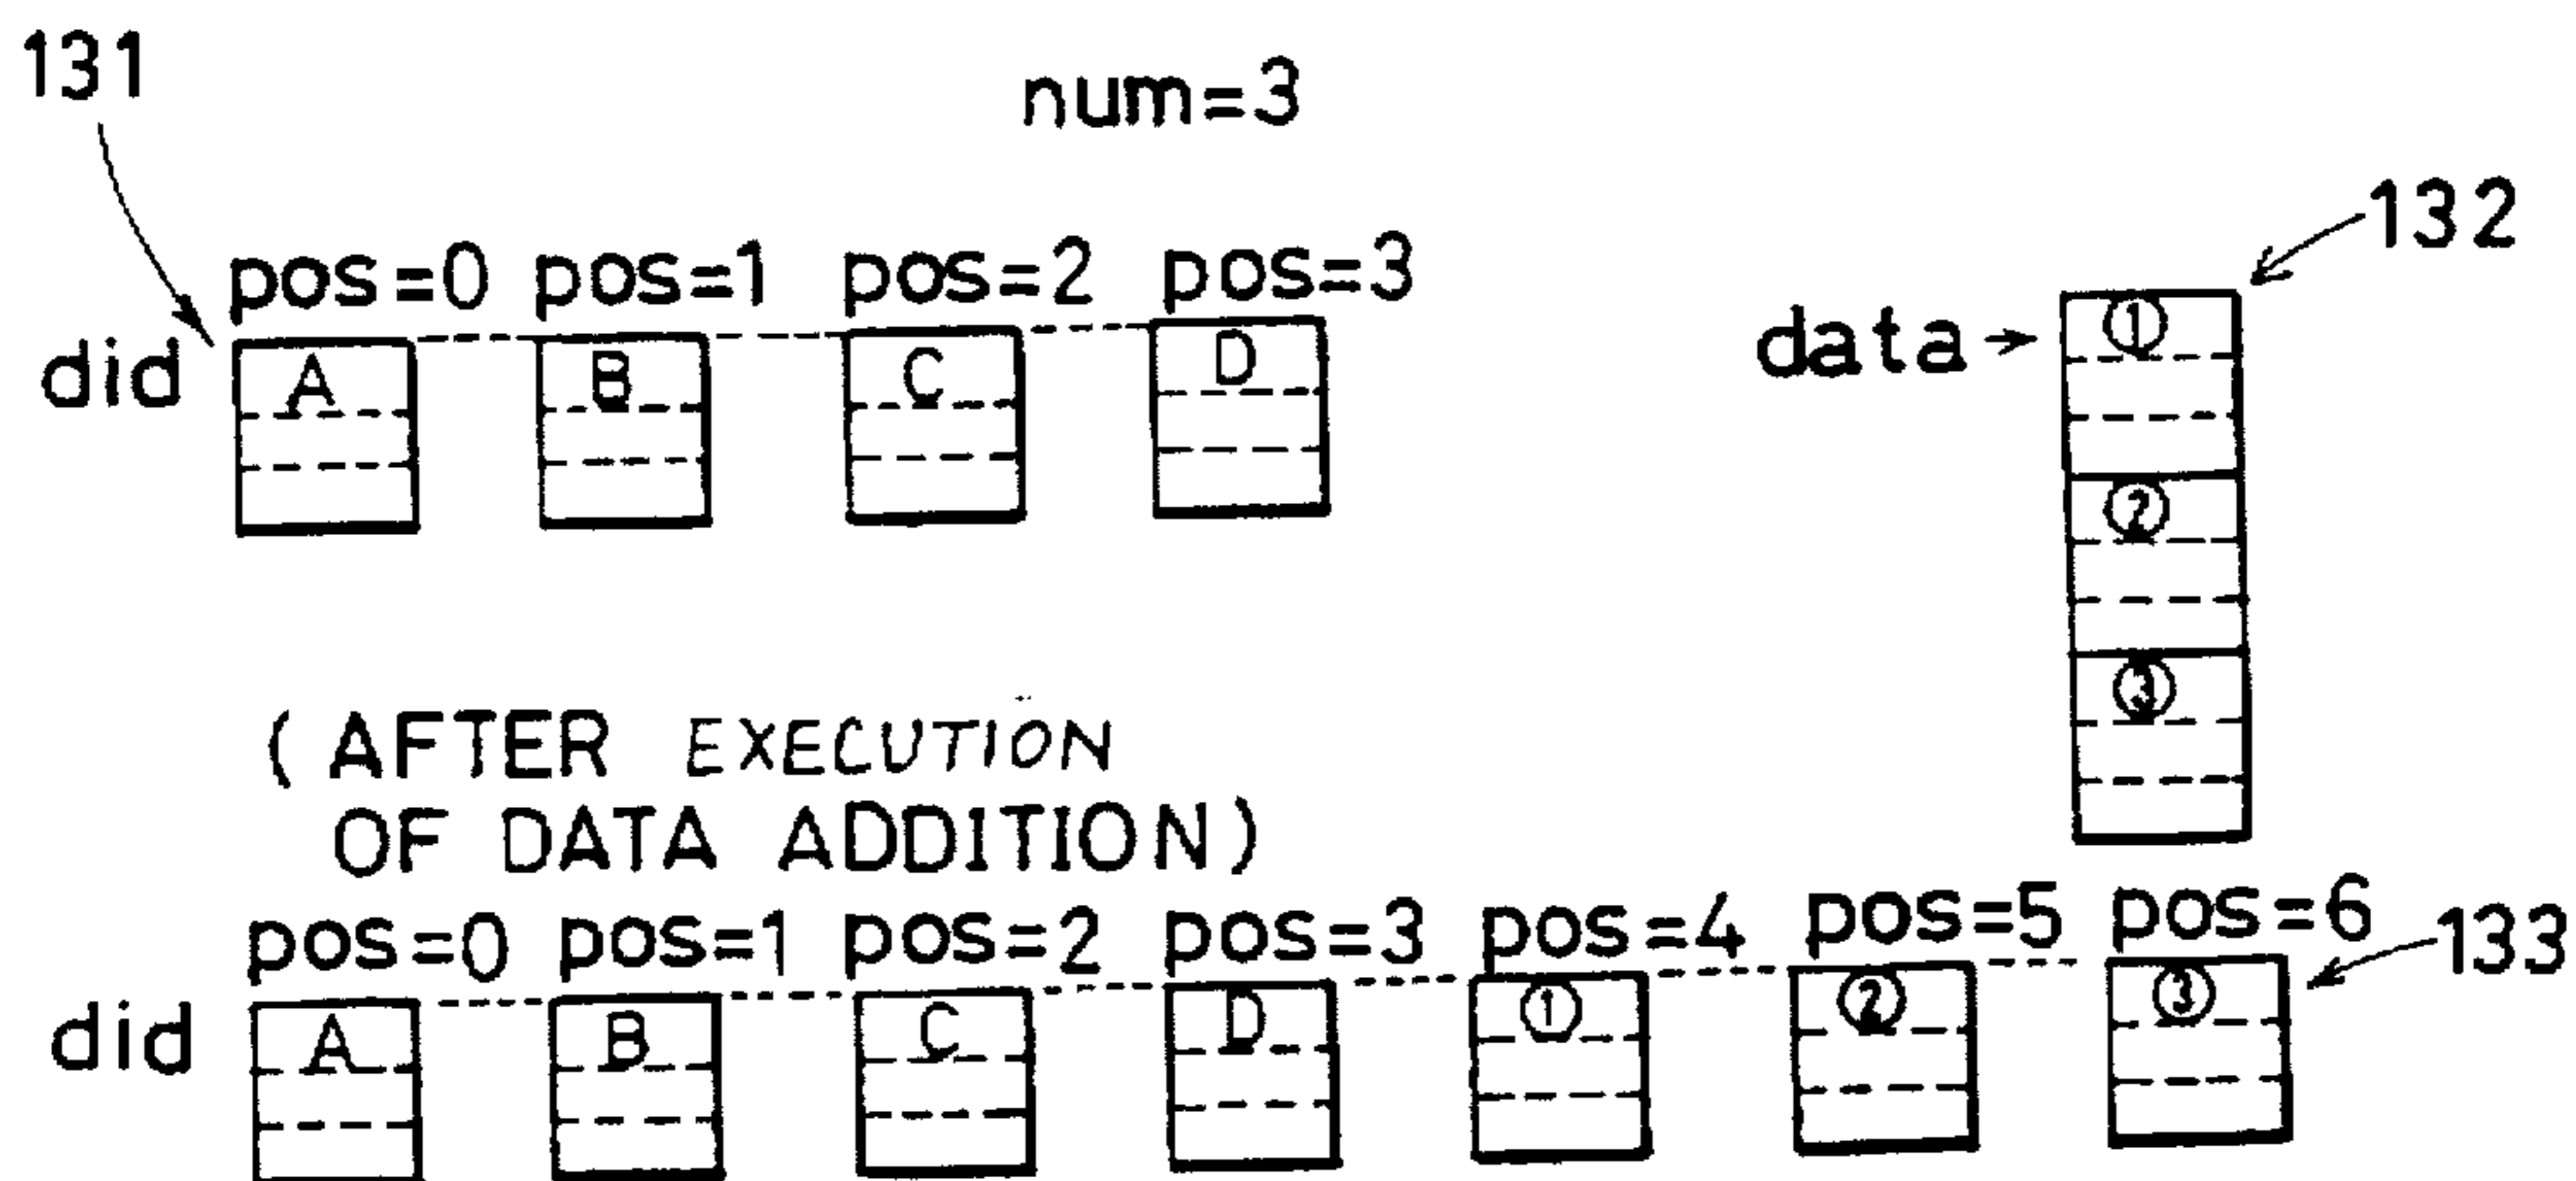 131
num=3
132
pos=0 pos=1 pos=2 pos=3
data
did
A B C D
①
②
③
(AFTER EXECUTION
OF DATA ADDITION)
pos=0 pos=1 pos=2 pos=3 pos=4 pos=5 pos=6
133
did
A B C D ① ② ③